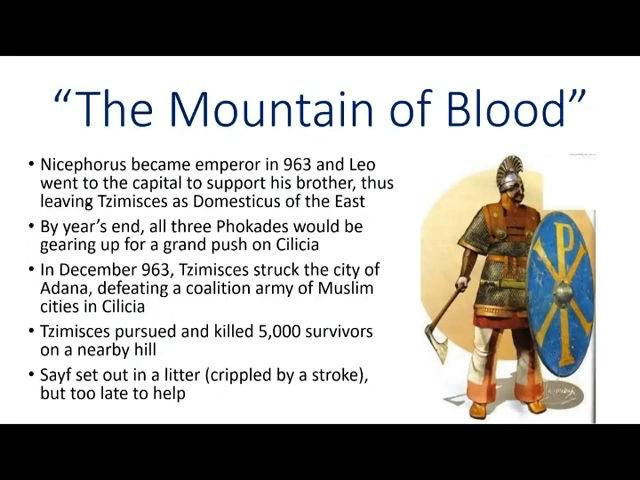 “The Mountain of Blood”
• Nicephorus became emperor in 963 and Leo
went to the capital to support his brother, thus
leaving Tzimisces as Domesticus of the East
• By year’s end, all three Phokades would be
gearing up for a grand push on Cilicia
• In December 963, Tzimisces struck the city of
Adana, defeating a coalition army of Muslim
cities in Cilicia
• Tzimisces pursued and killed 5,000 survivors
on a nearby hill
• Sayf set out in a litter (crippled by a stroke),
but too late to help